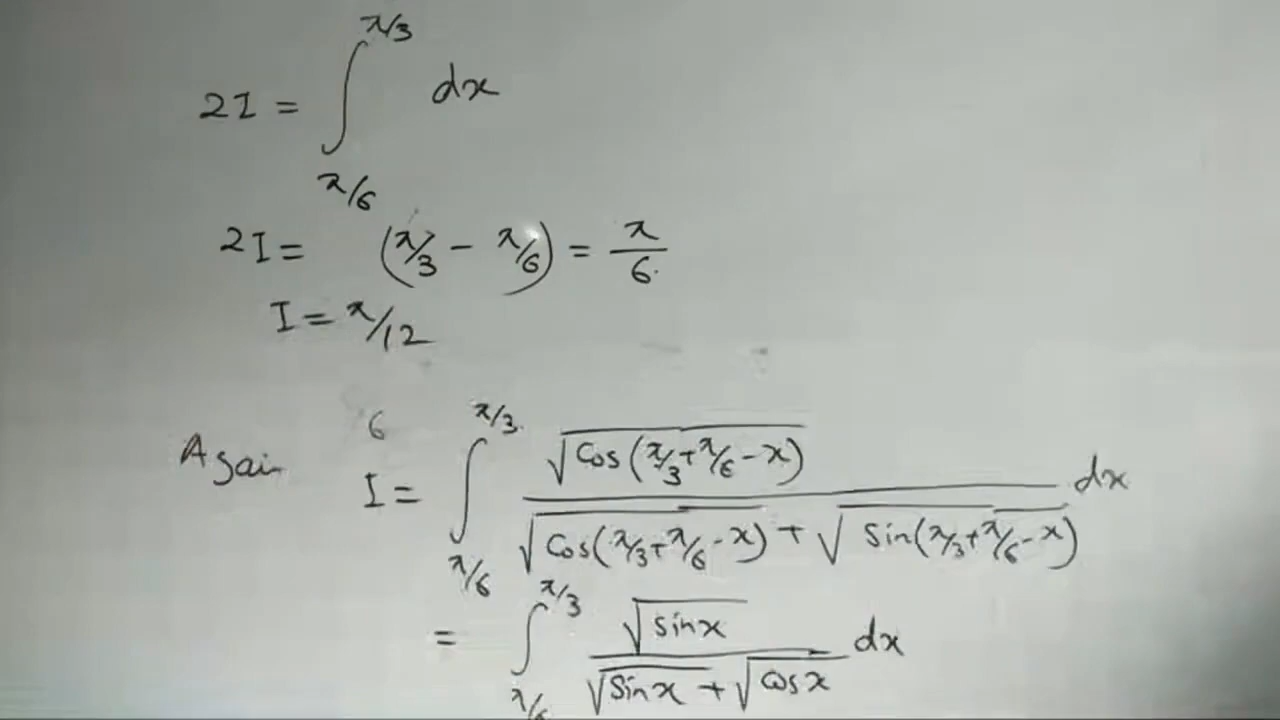 2I = ∫_{π/6}^{π/3} dx
2I = (π/3 − π/6) = π/6
I = π/12
6
Again I = ∫_{π/6}^{π/3} √cos(π/3+π/6−x) / (√cos(π/3+π/6−x) + √sin(π/3+π/6−x)) dx
= ∫_{π/6}^{π/3} √sinx / (√sinx + √cosx) dx